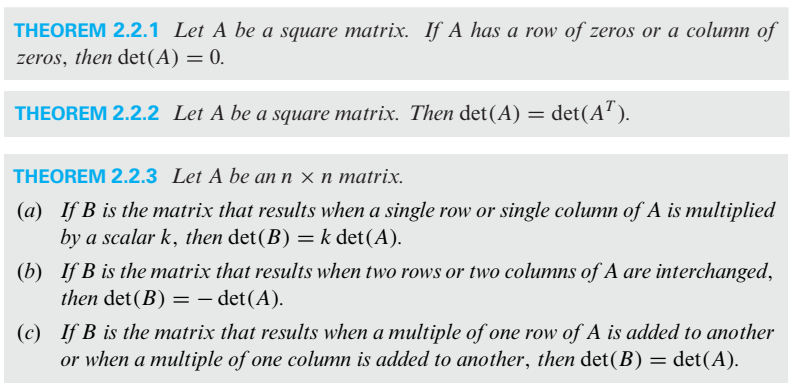 THEOREM 2.2.1 Let A be a square matrix. If A has a row of zeros or a column of
zeros, then det(A) = 0.
THEOREM 2.2.2 Let A be a square matrix. Then det(A) = det(Aᵀ).
THEOREM 2.2.3 Let A be an n × n matrix.
(a) If B is the matrix that results when a single row or single column of A is multiplied
by a scalar k, then det(B) = k det(A).
(b) If B is the matrix that results when two rows or two columns of A are interchanged,
then det(B) = − det(A).
(c) If B is the matrix that results when a multiple of one row of A is added to another
or when a multiple of one column is added to another, then det(B) = det(A).